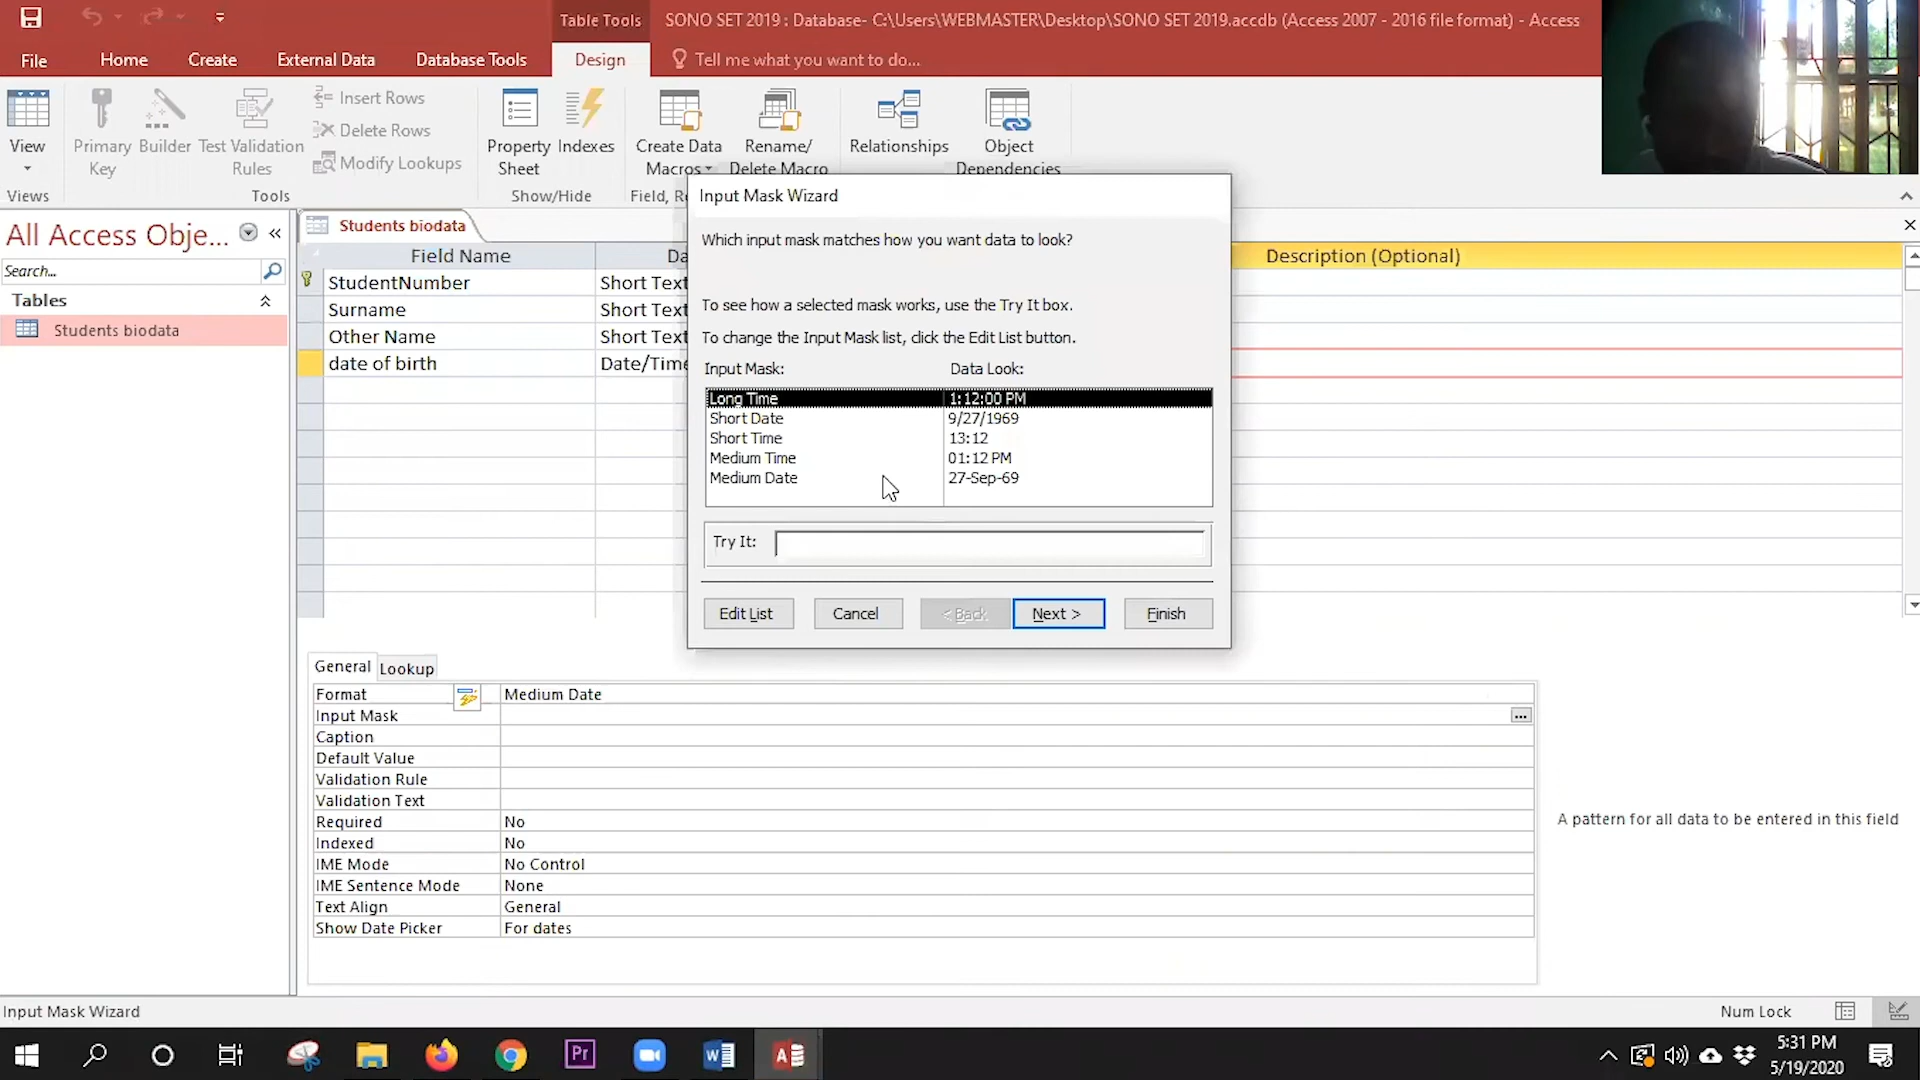 Table Tools
SONO SET 2019 : Database- C:\Users\WEBMASTER\Desktop\SONO SET 2019.accdb (Access 2007 - 2016 file format) - Access
File
Home
Create
External Data
Database Tools
Design
Tell me what you want to do...
View
Primary Key
Builder
Test Validation Rules
Insert Rows
Delete Rows
Modify Lookups
Property Sheet
Indexes
Create Data Macros
Rename/ Delete Macro
Relationships
Object Dependencies
Views
Tools
Show/Hide
Field, R
All Access Obje...
Search...
Tables
Students biodata
Students biodata
Field Name
Da
Description (Optional)
StudentNumber
Short Text
Surname
Short Text
Other Name
Short Text
date of birth
Date/Time
Input Mask Wizard
Which input mask matches how you want data to look?
To see how a selected mask works, use the Try It box.
To change the Input Mask list, click the Edit List button.
Input Mask: Data Look:
Long Time 1:12:00 PM
Short Date 9/27/1969
Short Time 13:12
Medium Time 01:12 PM
Medium Date 27-Sep-69
Try It:
Edit List
Cancel
< Back
Next >
Finish
General
Lookup
Format Medium Date
Input Mask ...
Caption
Default Value
Validation Rule
Validation Text
Required No
Indexed No
IME Mode No Control
IME Sentence Mode None
Text Align General
Show Date Picker For dates
A pattern for all data to be entered in this field
Input Mask Wizard
Num Lock
Pr
5:31 PM
5/19/2020